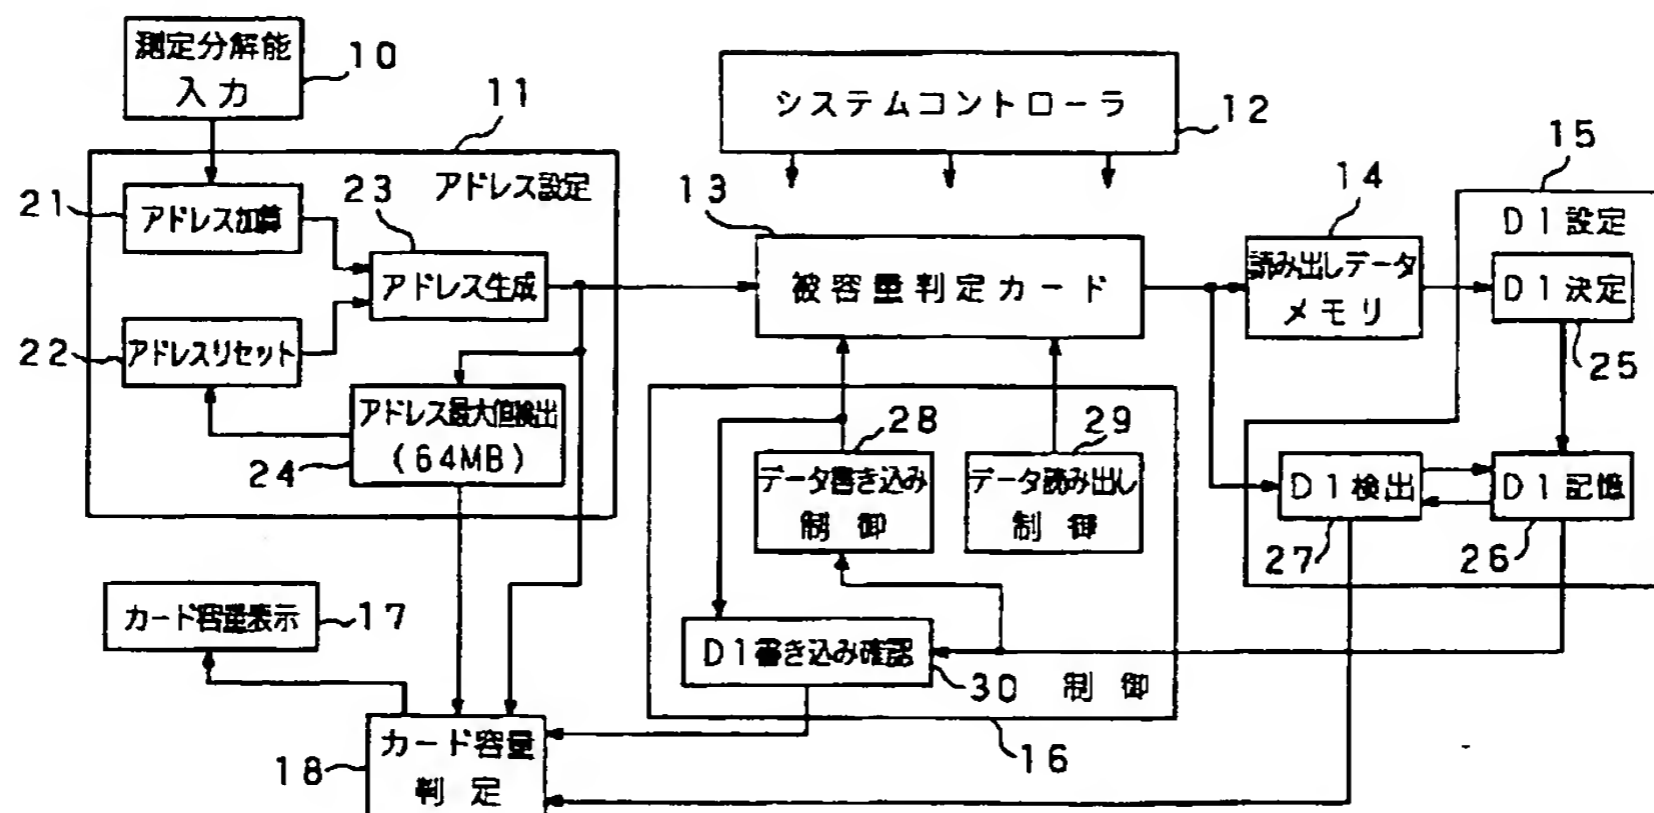 測定分解能
入力
10
11
アドレス設定
21
アドレス加算
22
アドレスリセット
23
アドレス生成
24
アドレス最大値検出
(64MB)
システムコントローラ
12
13
被容量判定カード
14
読み出しデータ
メモリ
15
D1設定
D1決定
25
D1検出
27
D1記憶
26
28
データ書き込み
制御
29
データ読み出し
制御
D1書き込み確認
30
制御
16
カード容量表示
17
カード容量
判定
18